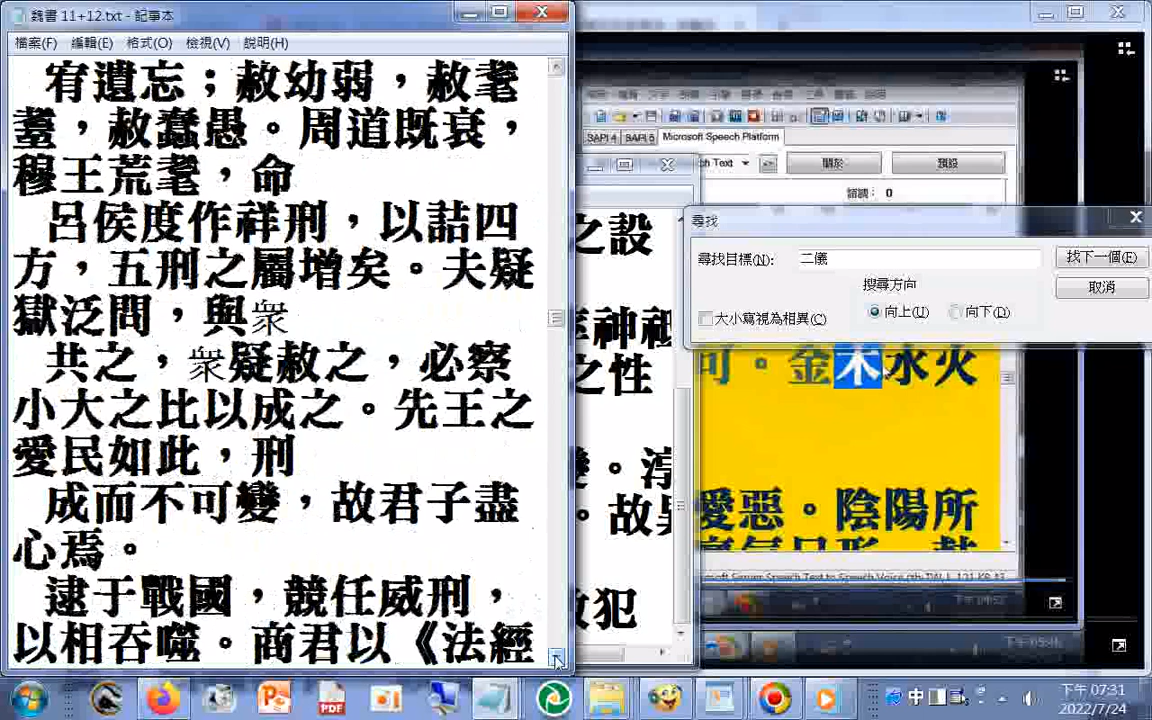 魏書 11+12.txt - 記事本
檔案(F) 編輯(E) 格式(O) 檢視(V) 說明(H)
宥遺忘；赦幼弱，赦耄
耋，赦蠢愚。周道既衰，
穆王荒耄，命
呂侯度作祥刑，以詰四
方，五刑之屬增矣。夫疑
獄泛問，與衆
共之，衆疑赦之，必察
小大之比以成之。先王之
愛民如此，刑
成而不可變，故君子盡
心焉。
逮于戰國，競任威刑，
以相吞噬。商君以《法經
SAPI 4 SAPI 5 Microsoft Speech Platform
關於 預設
音調： 0
之設
之性
。故
犯
尋找
尋找目標(N): 二儀
找下一個(E)
取消
搜尋方向
大小寫視為相異(C) 向上(U) 向下(D)
可。金木水火
愛惡。陰陽所
下午 07:31
2022/7/24